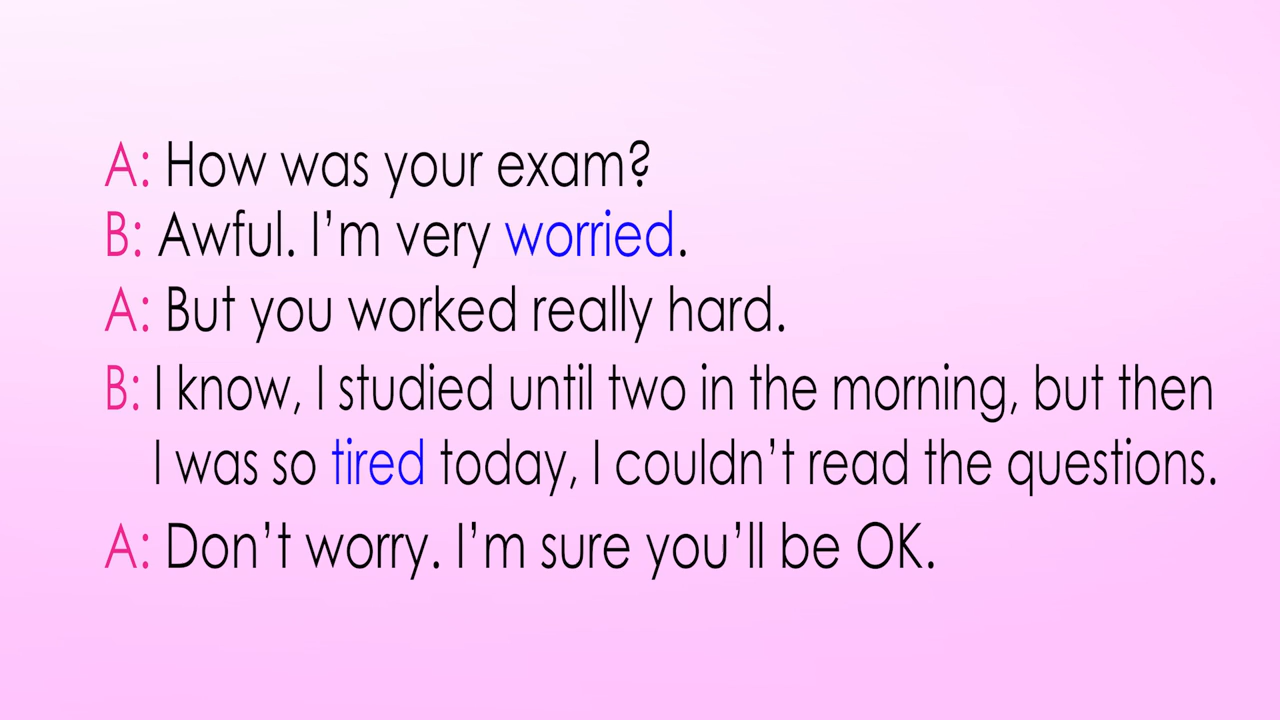 A: How was your exam?
B: Awful. I’m very worried.
A: But you worked really hard.
B: I know, I studied until two in the morning, but then
I was so tired today, I couldn’t read the questions.
A: Don’t worry. I’m sure you’ll be OK.